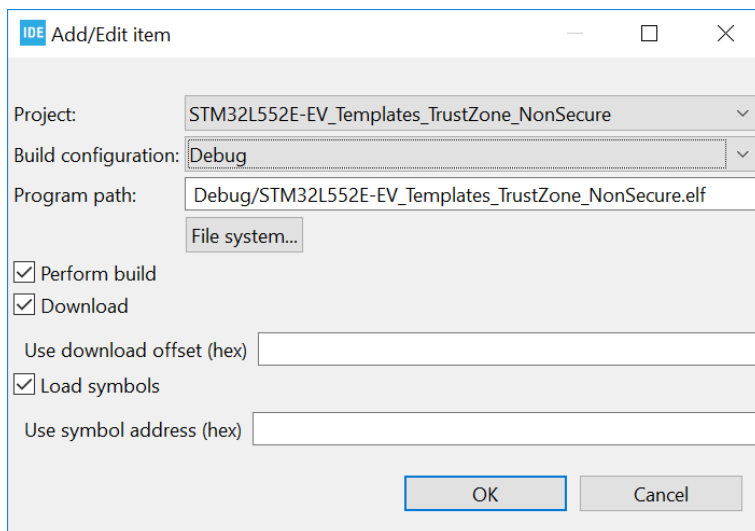 IDE Add/Edit item
Project: STM32L552E-EV_Templates_TrustZone_NonSecure
Build configuration: Debug
Program path: Debug/STM32L552E-EV_Templates_TrustZone_NonSecure.elf
File system...
Perform build
Download
Use download offset (hex)
Load symbols
Use symbol address (hex)
OK Cancel